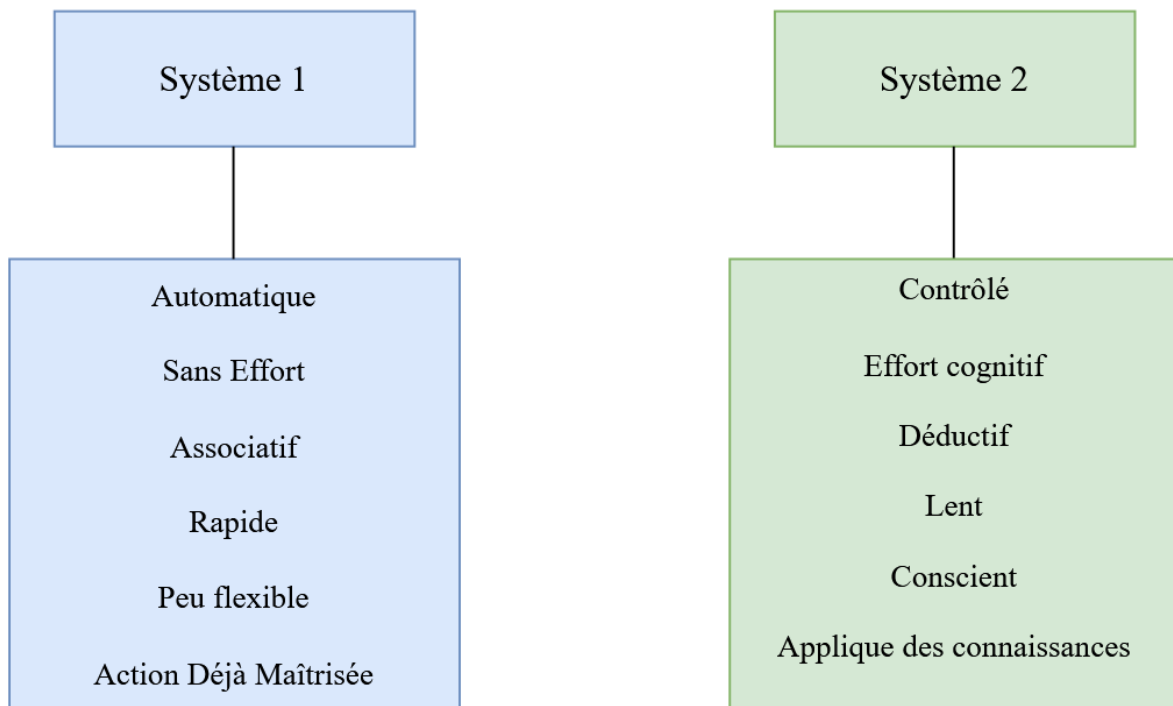 Système 1
Automatique
Sans Effort
Associatif
Rapide
Peu flexible
Action Déjà Maîtrisée
Système 2
Contrôlé
Effort cognitif
Déductif
Lent
Conscient
Applique des connaissances